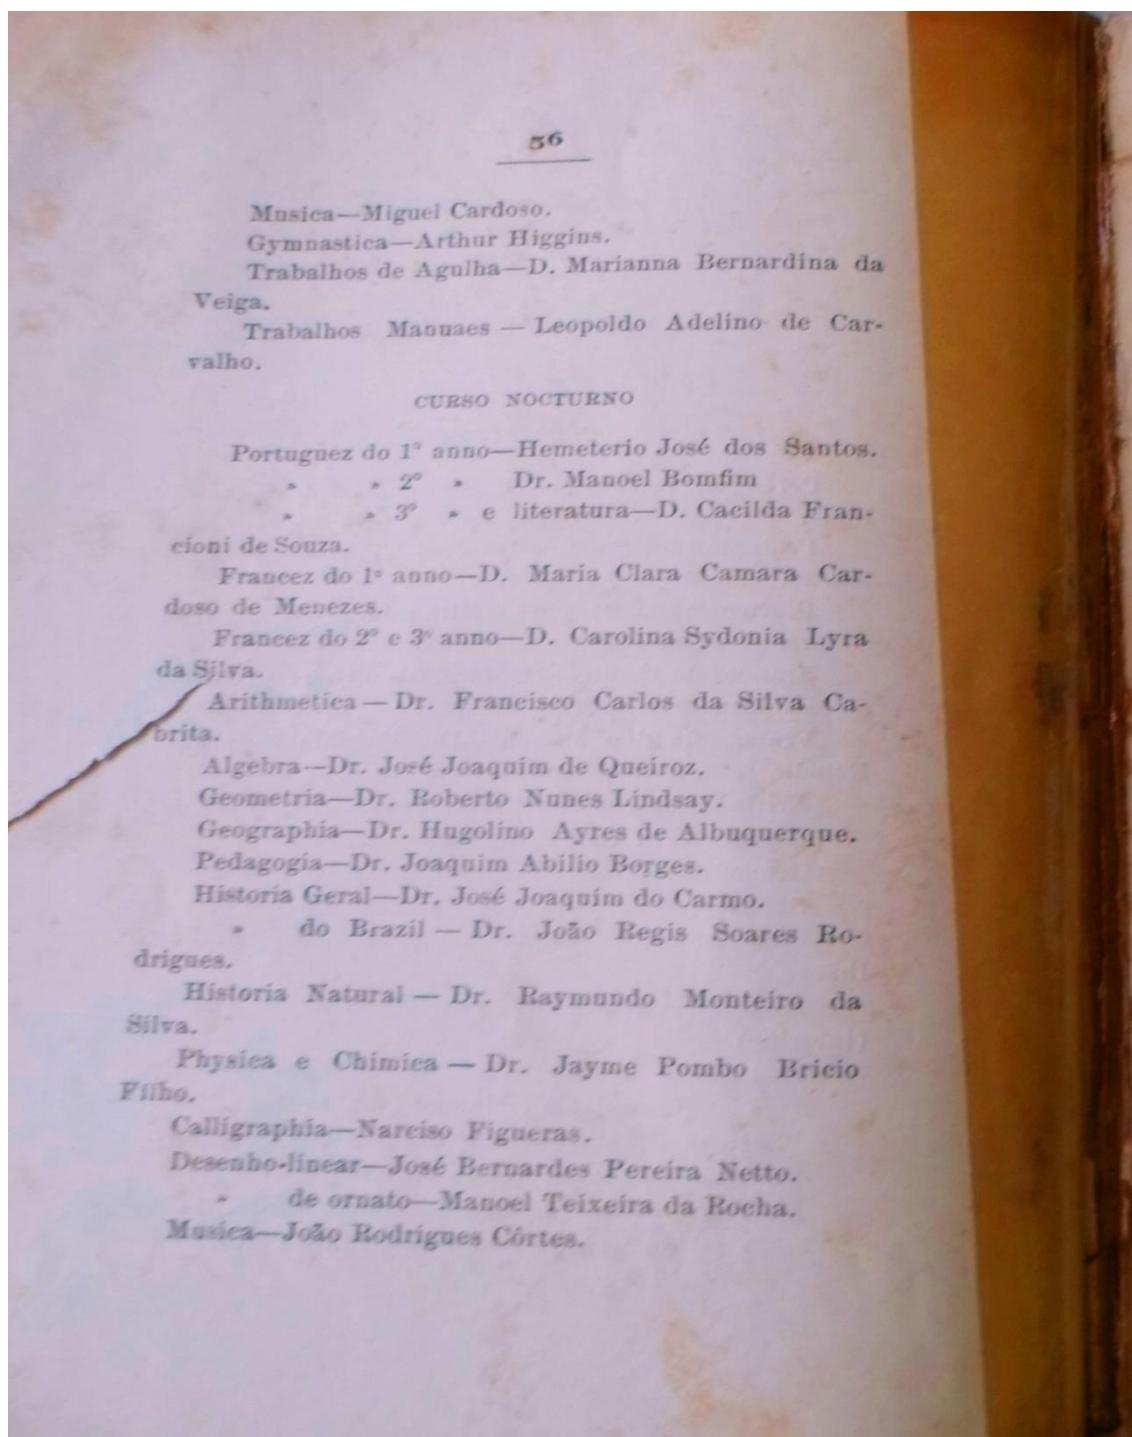 56
Musica—Miguel Cardoso.
Gymnastica—Arthur Higgins.
Trabalhos de Agulha—D. Marianna Bernardina da
Veiga.
Trabalhos Manuaes — Leopoldo Adelino de Car-
valho.
CURSO NOCTURNO
Portuguez do 1º anno—Hemeterio José dos Santos.
» » 2º » Dr. Manoel Bomfim
» » 3º » e literatura—D. Cacilda Fran-
cioni de Souza.
Francez do 1º anno—D. Maria Clara Camara Car-
doso de Menezes.
Francez do 2º e 3º anno—D. Carolina Sydonia Lyra
da Silva.
Arithmetica — Dr. Francisco Carlos da Silva Ca-
brita.
Algebra—Dr. José Joaquim de Queiroz.
Geometria—Dr. Roberto Nunes Lindsay.
Geographia—Dr. Hugolino Ayres de Albuquerque.
Pedagogia—Dr. Joaquim Abilio Borges.
Historia Geral—Dr. José Joaquim do Carmo.
» do Brazil — Dr. João Regis Soares Ro-
drigues.
Historia Natural — Dr. Raymundo Monteiro da
Silva.
Physica e Chimica — Dr. Jayme Pombo Bricio
Filho.
Calligraphia—Narciso Figueras.
Desenho-linear—José Bernardes Pereira Netto.
» de ornato—Manoel Teixeira da Rocha.
Musica—João Rodrigues Côrtes.